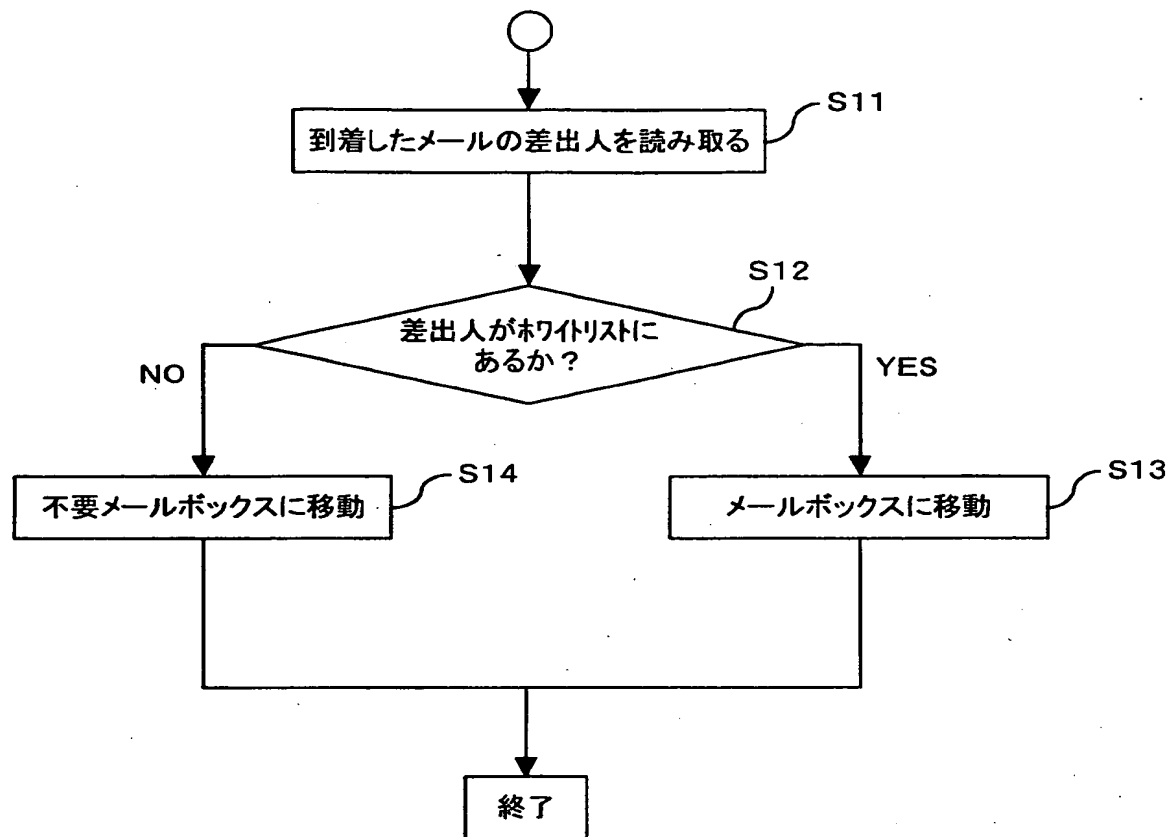 S11
到着したメールの差出人を読み取る
S12
差出人がホワイトリストに
あるか？
NO
YES
S14
不要メールボックスに移動
S13
メールボックスに移動
終了